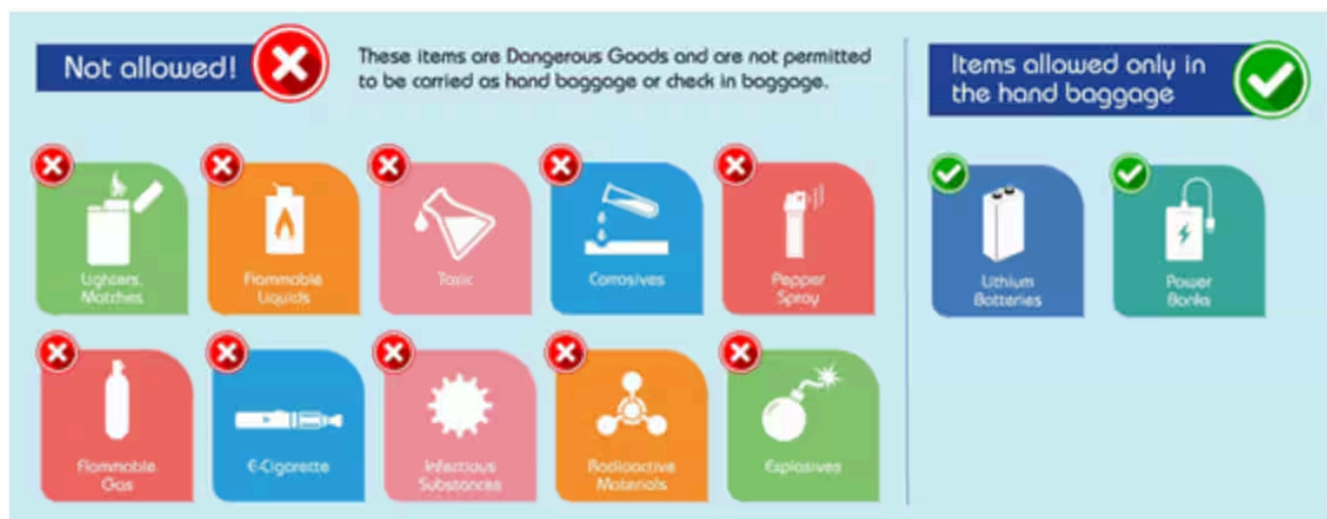 Not allowed!
These items are Dangerous Goods and are not permitted
to be carried as hand baggage or check in baggage.
Items allowed only in
the hand baggage
Lighters,
Matches
Flammable
Liquids
Toxic
Corrosives
Pepper
Spray
Lithium
Batteries
Power
Banks
Flammable
Gas
E-Cigarette
Infectious
Substances
Radioactive
Materials
Explosives